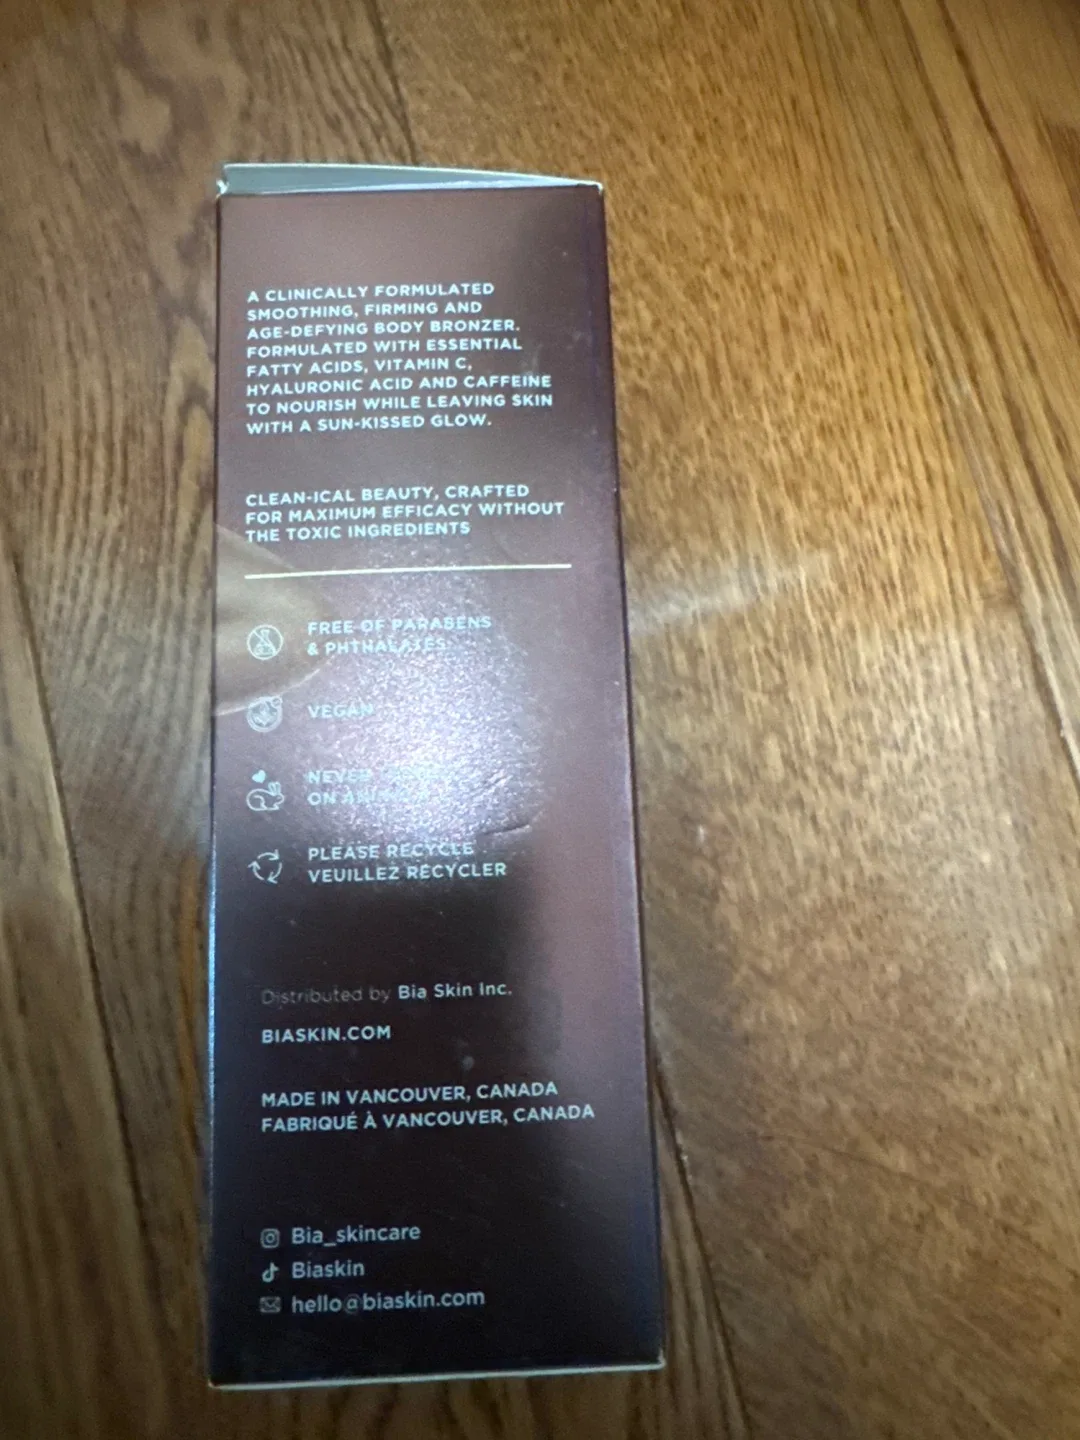 A CLINICALLY FORMULATED
SMOOTHING, FIRMING AND
AGE-DEFYING BODY BRONZER.
FORMULATED WITH ESSENTIAL
FATTY ACIDS, VITAMIN C,
HYALURONIC ACID AND CAFFEINE
TO NOURISH WHILE LEAVING SKIN
WITH A SUN-KISSED GLOW.
CLEAN-ICAL BEAUTY, CRAFTED
FOR MAXIMUM EFFICACY WITHOUT
THE TOXIC INGREDIENTS
FREE OF PARABENS
& PHTHALATES
VEGAN
NEVER
ON
PLEASE RECYCLE
VEUILLEZ RECYCLER
Distributed by Bia Skin Inc.
BIASKIN.COM
MADE IN VANCOUVER, CANADA
FABRIQUÉ À VANCOUVER, CANADA
Bia_skincare
Biaskin
hello@biaskin.com